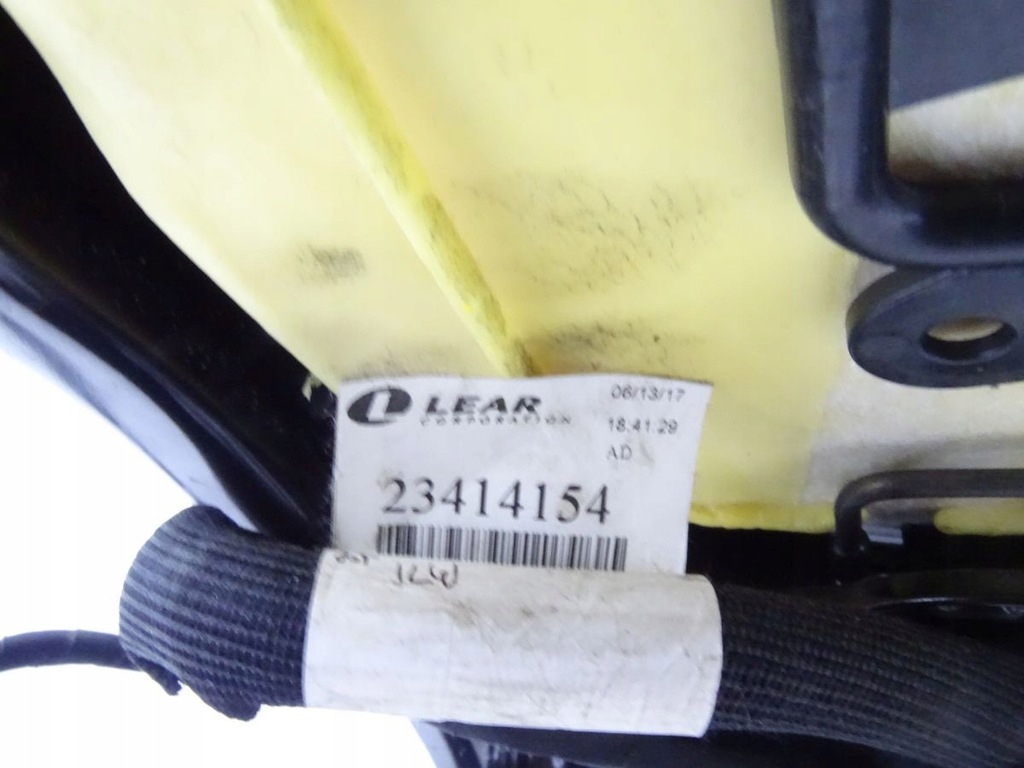 LEAR
CORPORATION
06/13/17
18:41:29
AD
23414154